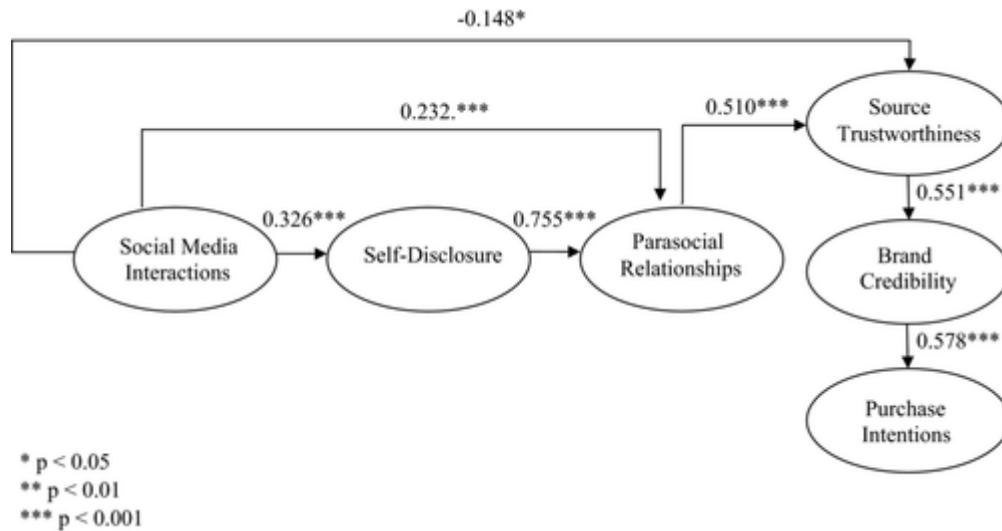 -0.148*
0.510***
Source
Trustworthiness
0.232.***
0.551***
0.326***
0.755***
Social Media
Interactions
Self-Disclosure
Parasocial
Relationships
Brand
Credibility
0.578***
Purchase
Intentions
* p < 0.05
** p < 0.01
*** p < 0.001